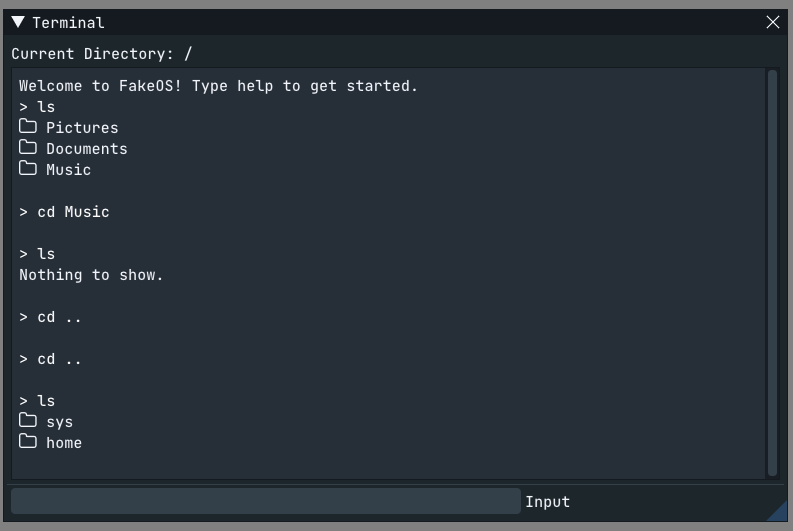 Terminal
Current Directory: /
Welcome to FakeOS! Type help to get started.
> ls
Pictures
Documents
Music
> cd Music
> ls
Nothing to show.
> cd ..
> cd ..
> ls
sys
home
Input